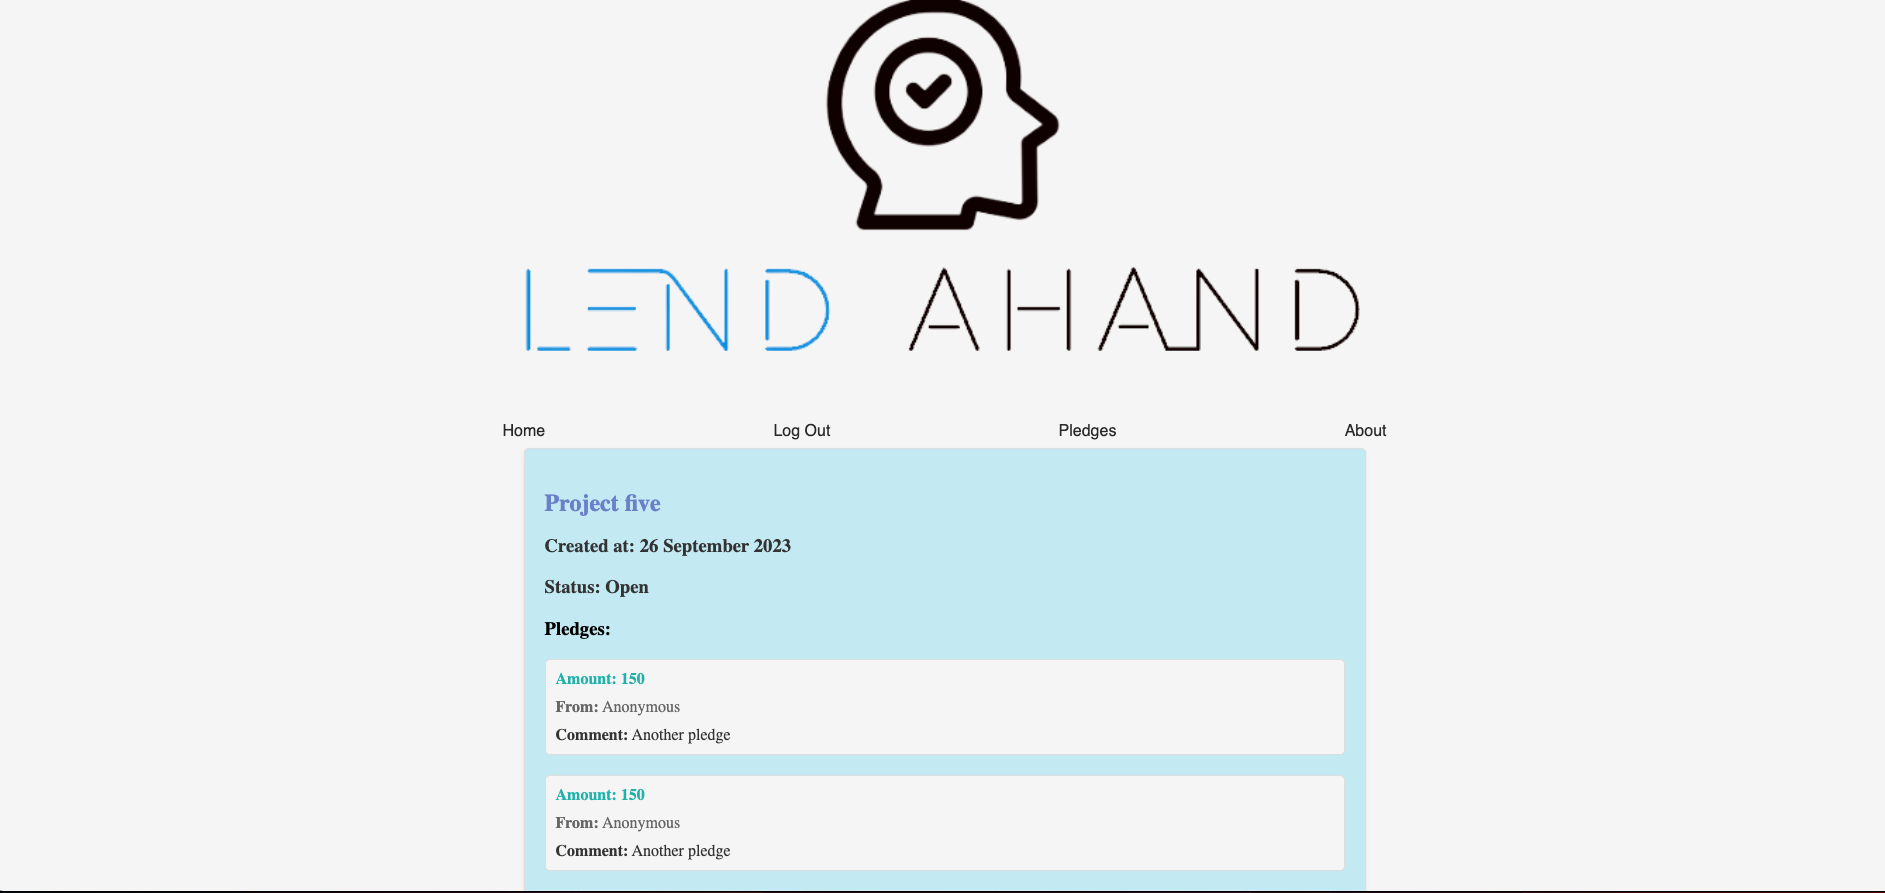 LEND AHAND
Home Log Out Pledges About
Project five
Created at: 26 September 2023
Status: Open
Pledges:
Amount: 150
From: Anonymous
Comment: Another pledge
Amount: 150
From: Anonymous
Comment: Another pledge